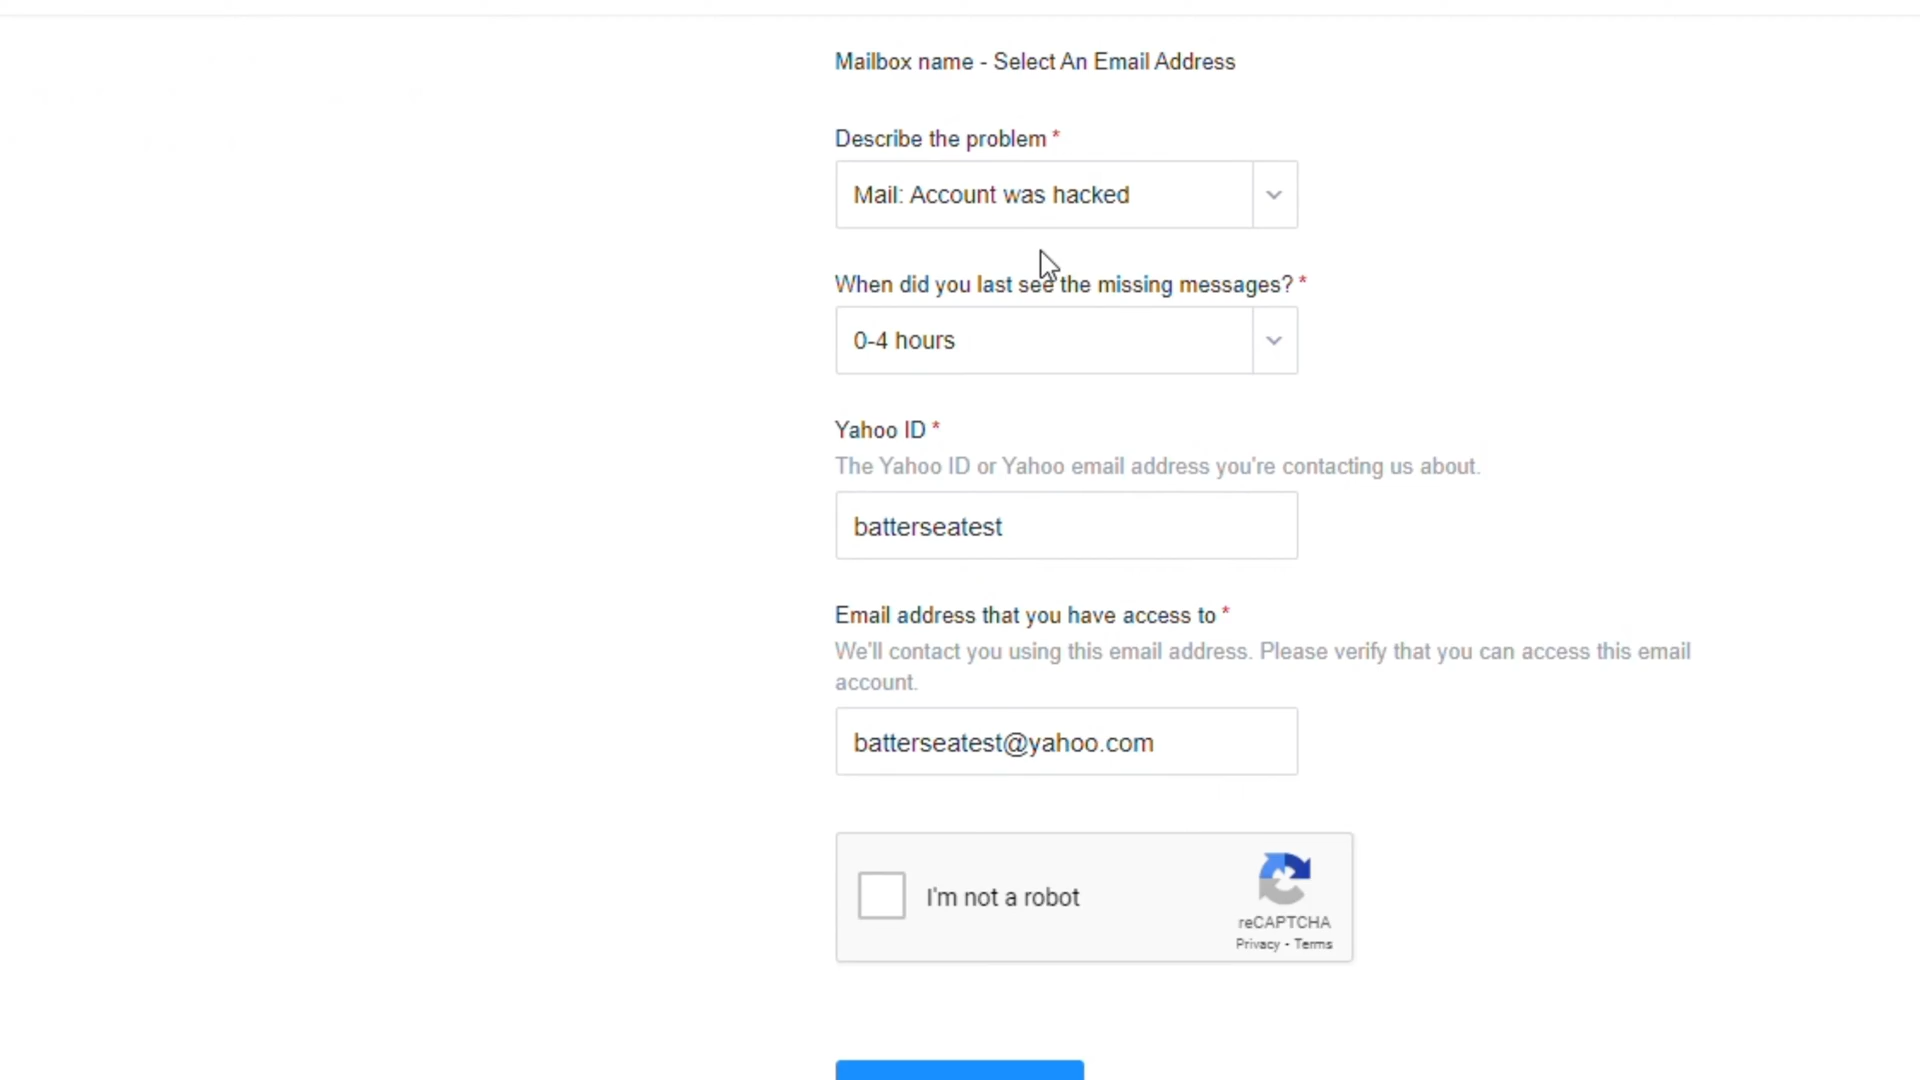 Mailbox name - Select An Email Address
Describe the problem *
Mail: Account was hacked
When did you last see the missing messages? *
0-4 hours
Yahoo ID *
The Yahoo ID or Yahoo email address you're contacting us about.
batterseatest
Email address that you have access to *
We'll contact you using this email address. Please verify that you can access this email
account.
batterseatest@yahoo.com
I'm not a robot
reCAPTCHA
Privacy - Terms